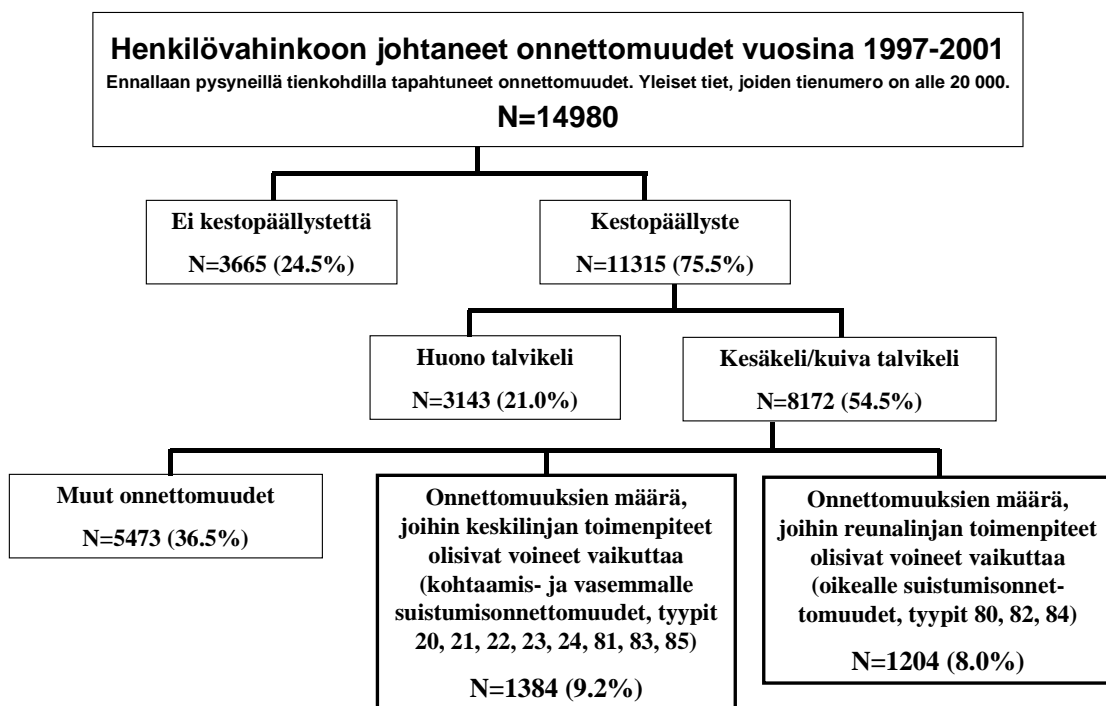 Henkilövahinkoon johtaneet onnettomuudet vuosina 1997-2001
Ennallaan pysyneillä tienkohdilla tapahtuneet onnettomuudet. Yleiset tiet, joiden tienumero on alle 20 000.
N=14980
Ei kestopäällystettä
N=3665 (24.5%)
Kestopäällyste
N=11315 (75.5%)
Huono talvikeli
N=3143 (21.0%)
Kesäkeli/kuiva talvikeli
N=8172 (54.5%)
Muut onnettomuudet
N=5473 (36.5%)
Onnettomuuksien määrä,
joihin keskilinjan toimenpiteet
olisivat voineet vaikuttaa
(kohtaamis- ja vasemmalle
suistumisonnettomuudet, tyypit
20, 21, 22, 23, 24, 81, 83, 85)
N=1384 (9.2%)
Onnettomuuksien määrä,
joihin reunalinjan toimenpiteet
olisivat voineet vaikuttaa
(oikealle suistumisonnet-
tomuudet, tyypit 80, 82, 84)
N=1204 (8.0%)